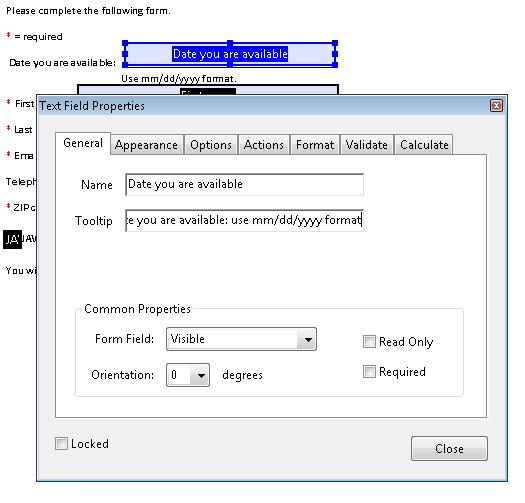 Please complete the following form.
* = required
Date you are available:
Date you are available
Use mm/dd/yyyy format.
* First
Text Field Properties
* Last
* Ema
Teleph
* ZIP c
JA
You wi
General
Appearance
Options
Actions
Format
Validate
Calculate
Name
Date you are available
Tooltip
e you are available: use mm/dd/yyyy format
Common Properties
Form Field:
Visible
Read Only
Orientation:
0
degrees
Required
Locked
Close